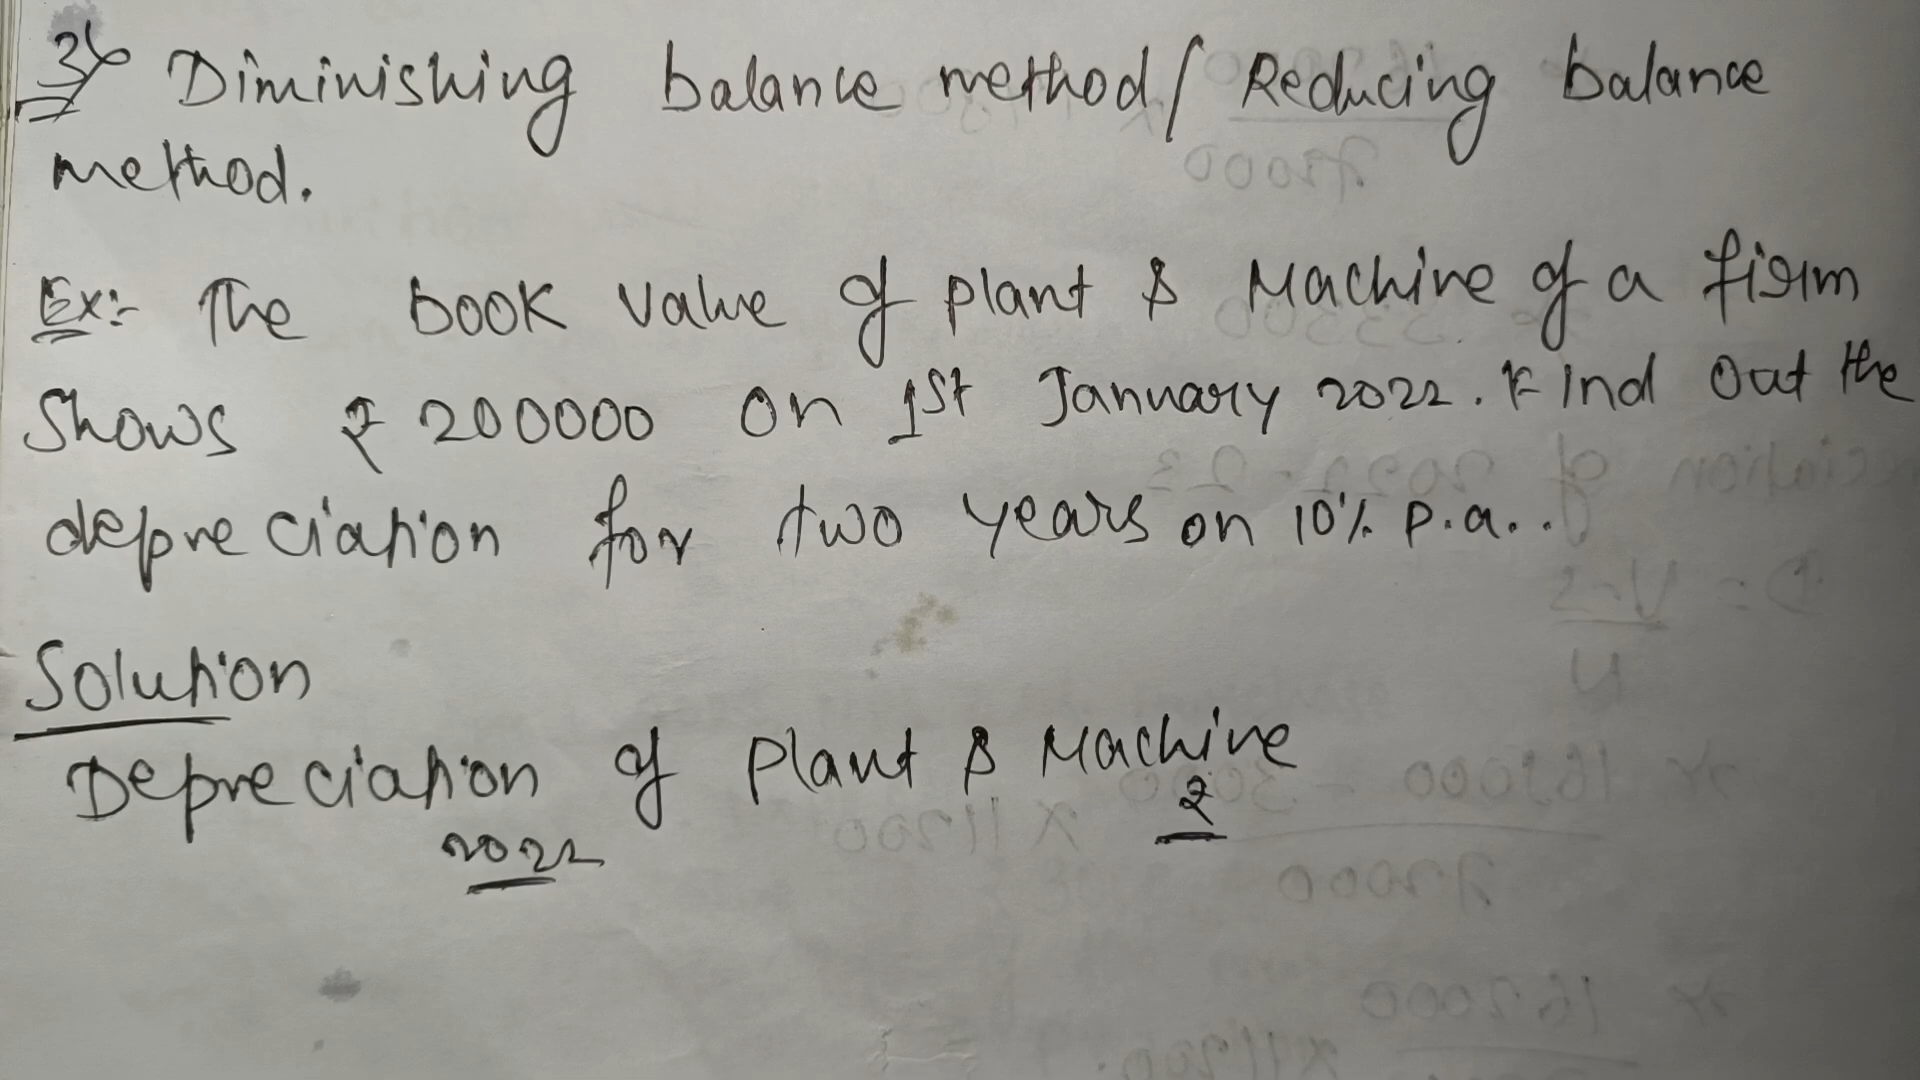 3/ Diminishing balance method/ Reducing balance
method.
Ex:- The book value of plant & Machine of a firm
Shows ₹ 200000 on 1st January 2022. Find out the
depreciation for two years on 10% p.a..
Solution
Depreciation of Plant & Machine
2022 ₹